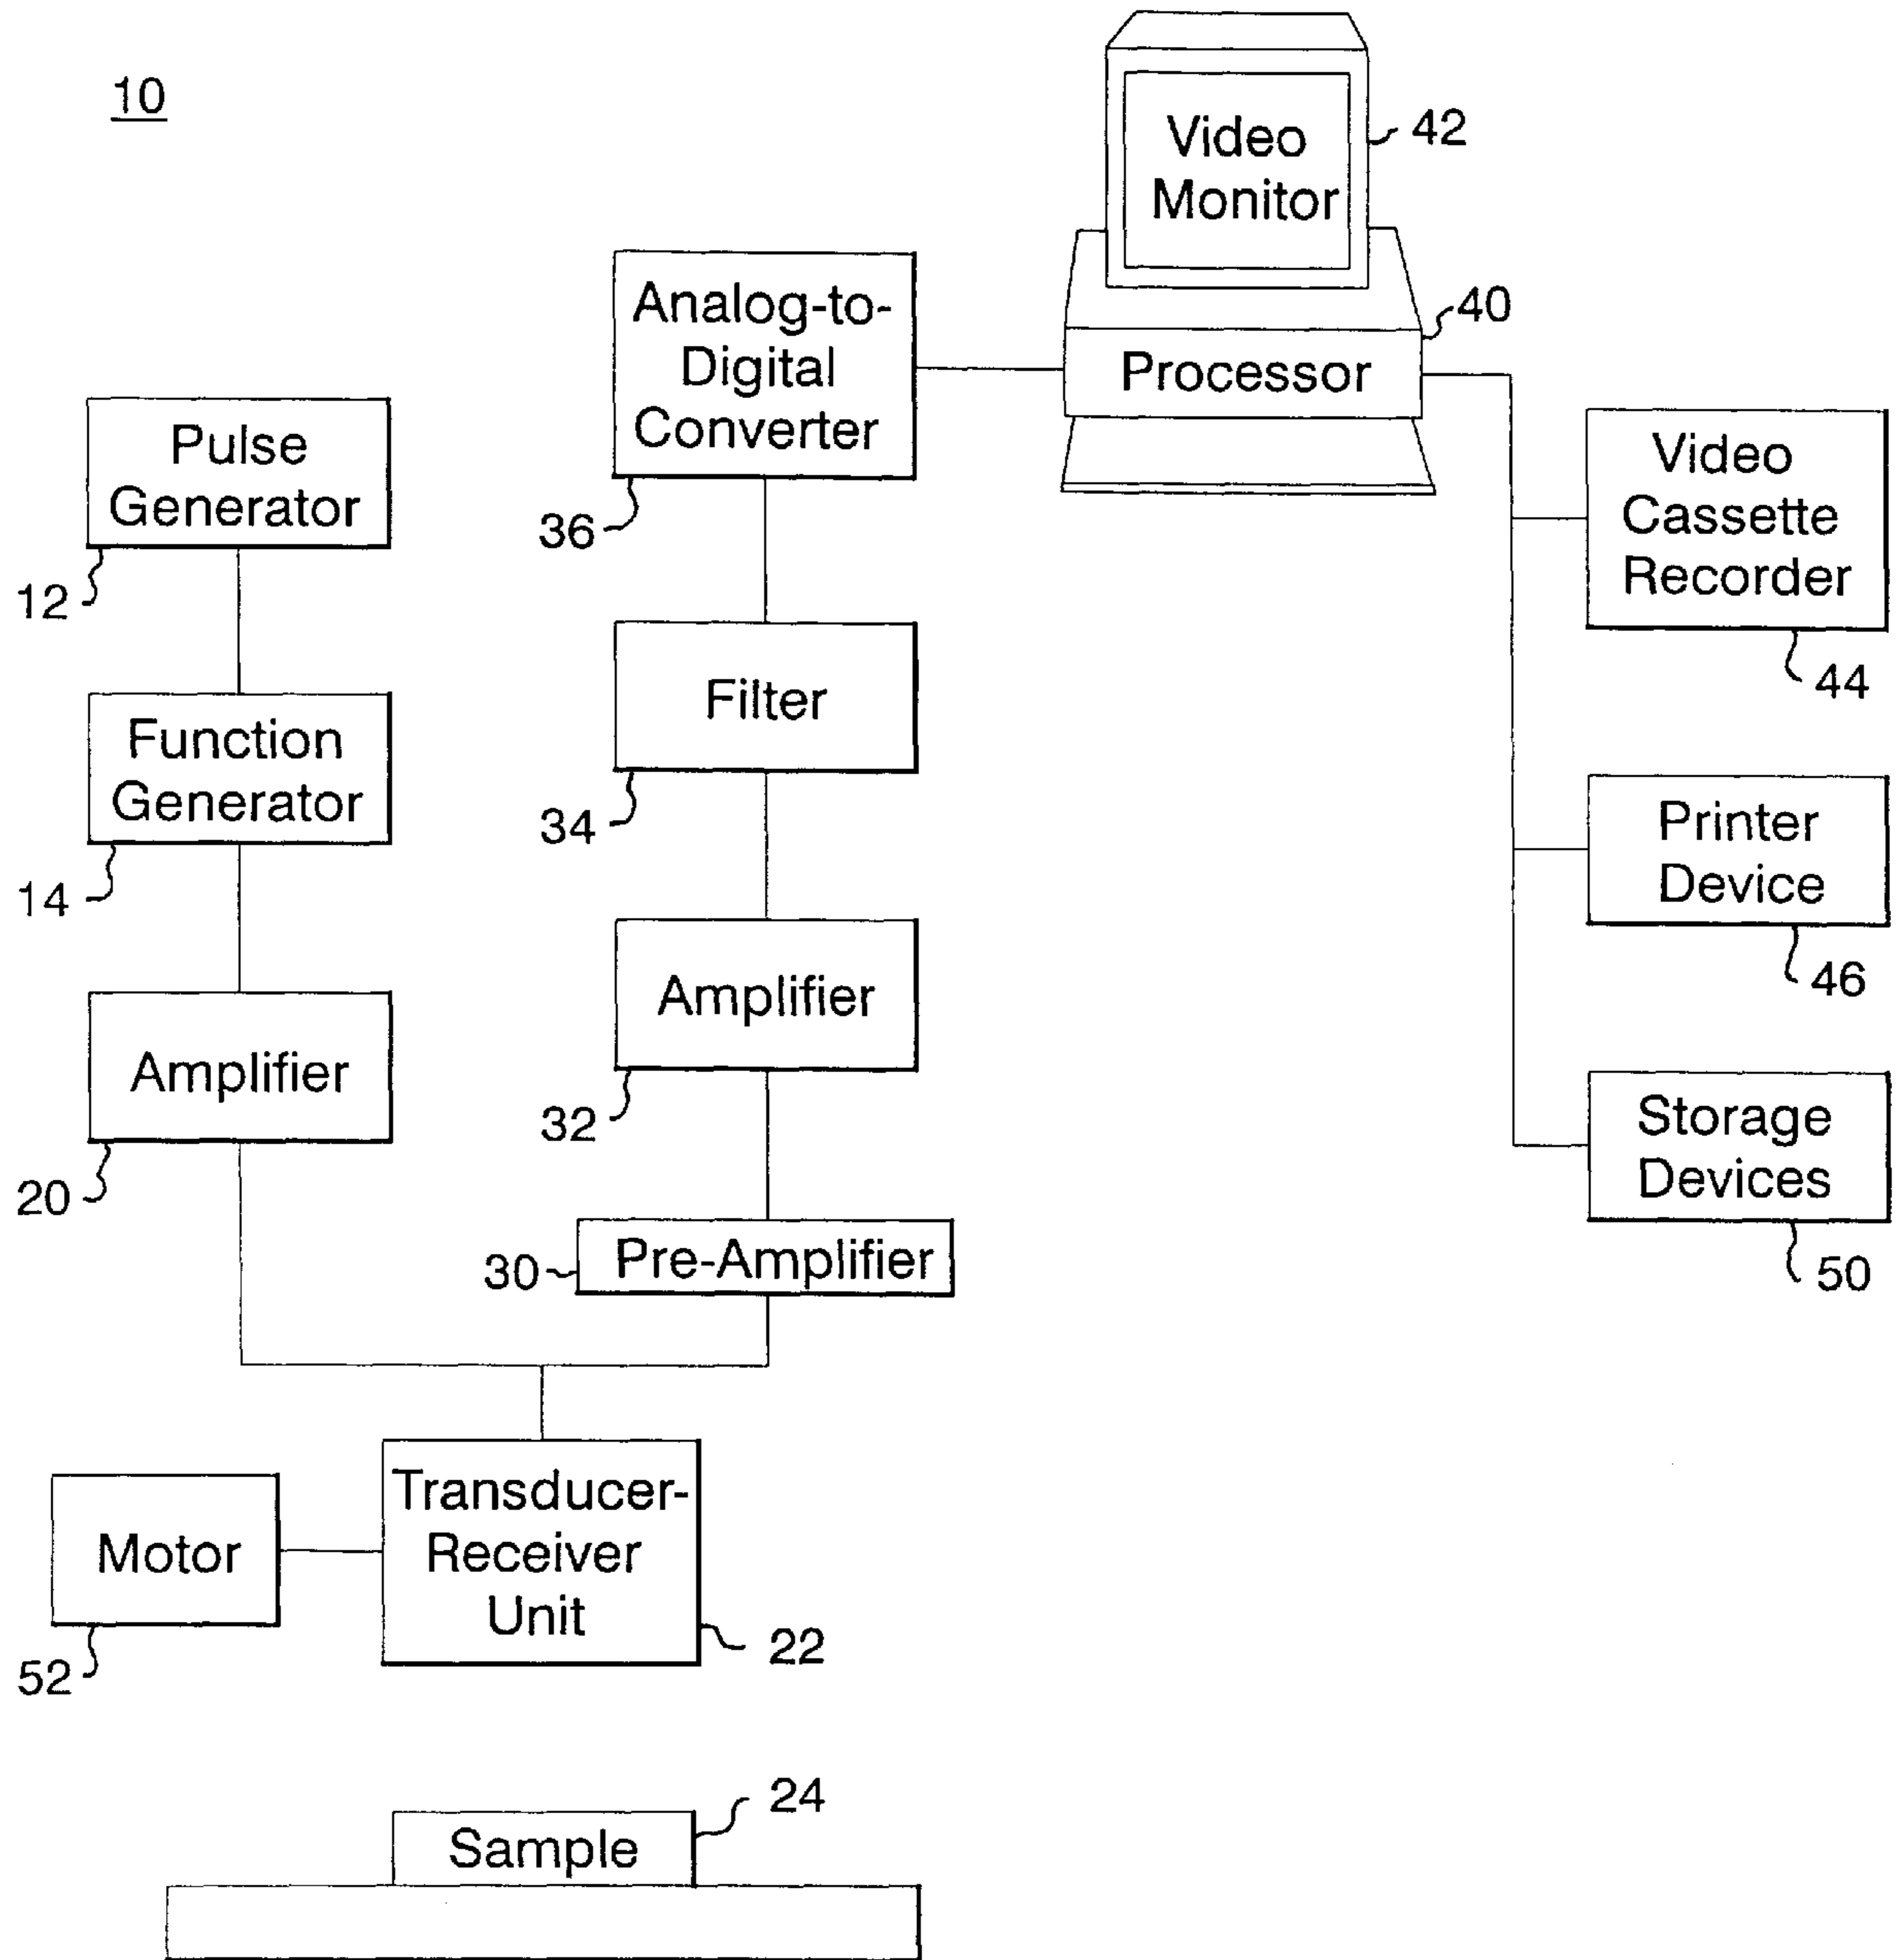 10
Video
Monitor
42
Analog-to-
Digital
Converter
36
Processor
40
Pulse
Generator
12
Video
Cassette
Recorder
44
Function
Generator
14
Filter
34
Printer
Device
46
Amplifier
20
Amplifier
32
Storage
Devices
50
Pre-Amplifier
30
Motor
52
Transducer-
Receiver
Unit
22
Sample
24